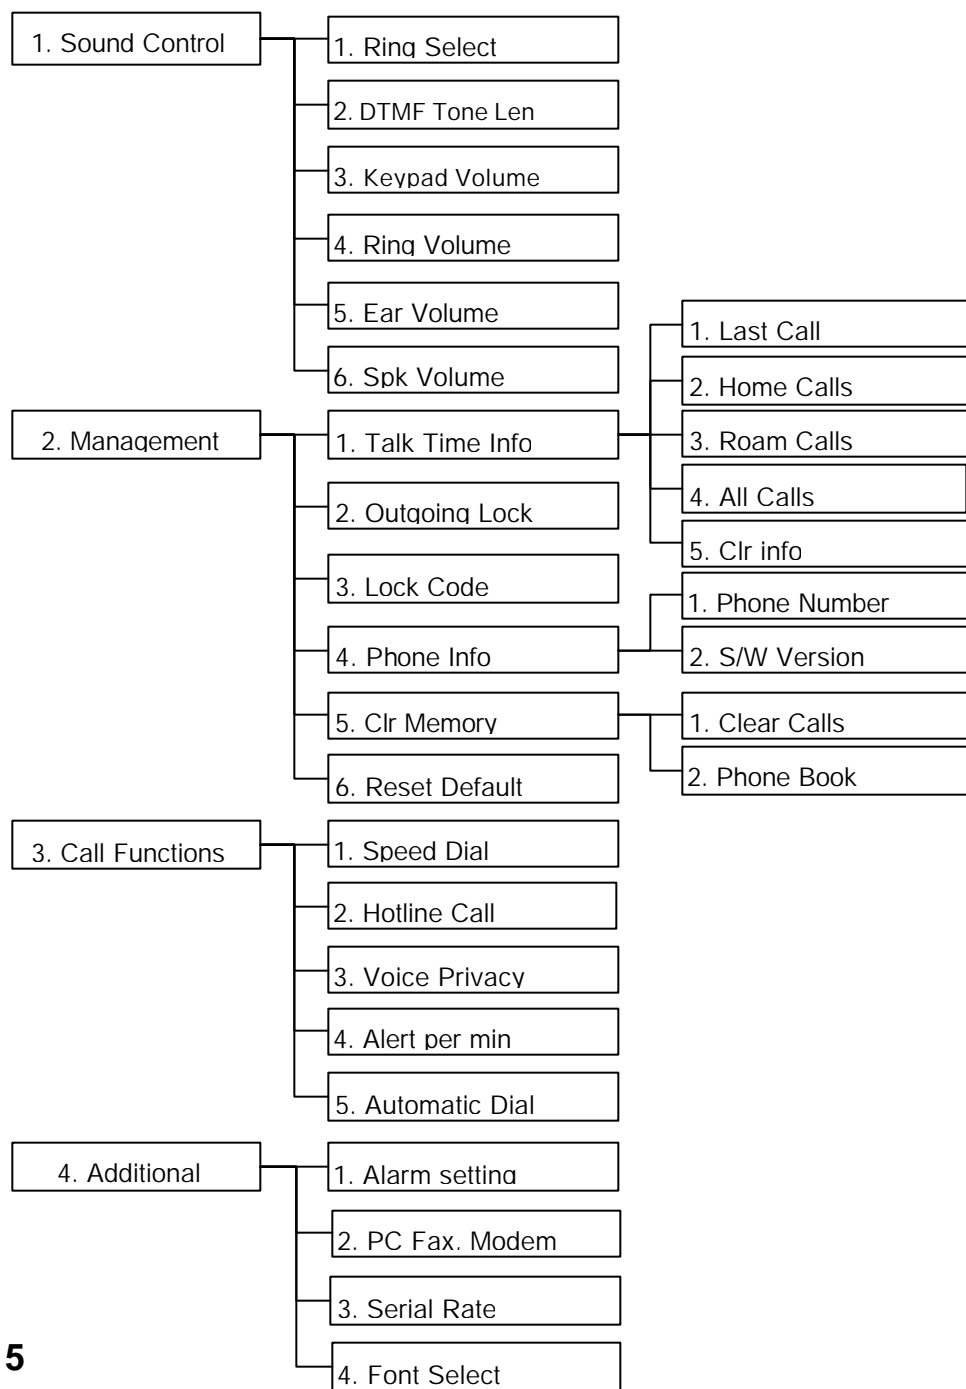 1. Sound Control
1. Ring Select
2. DTMF Tone Len
3. Keypad Volume
4. Ring Volume
5. Ear Volume
6. Spk Volume
2. Management
1. Talk Time Info
1. Last Call
2. Home Calls
3. Roam Calls
4. All Calls
5. Clr info
2. Outgoing Lock
3. Lock Code
4. Phone Info
1. Phone Number
2. S/W Version
5. Clr Memory
1. Clear Calls
2. Phone Book
6. Reset Default
3. Call Functions
1. Speed Dial
2. Hotline Call
3. Voice Privacy
4. Alert per min
5. Automatic Dial
4. Additional
1. Alarm setting
2. PC Fax. Modem
3. Serial Rate
4. Font Select
5